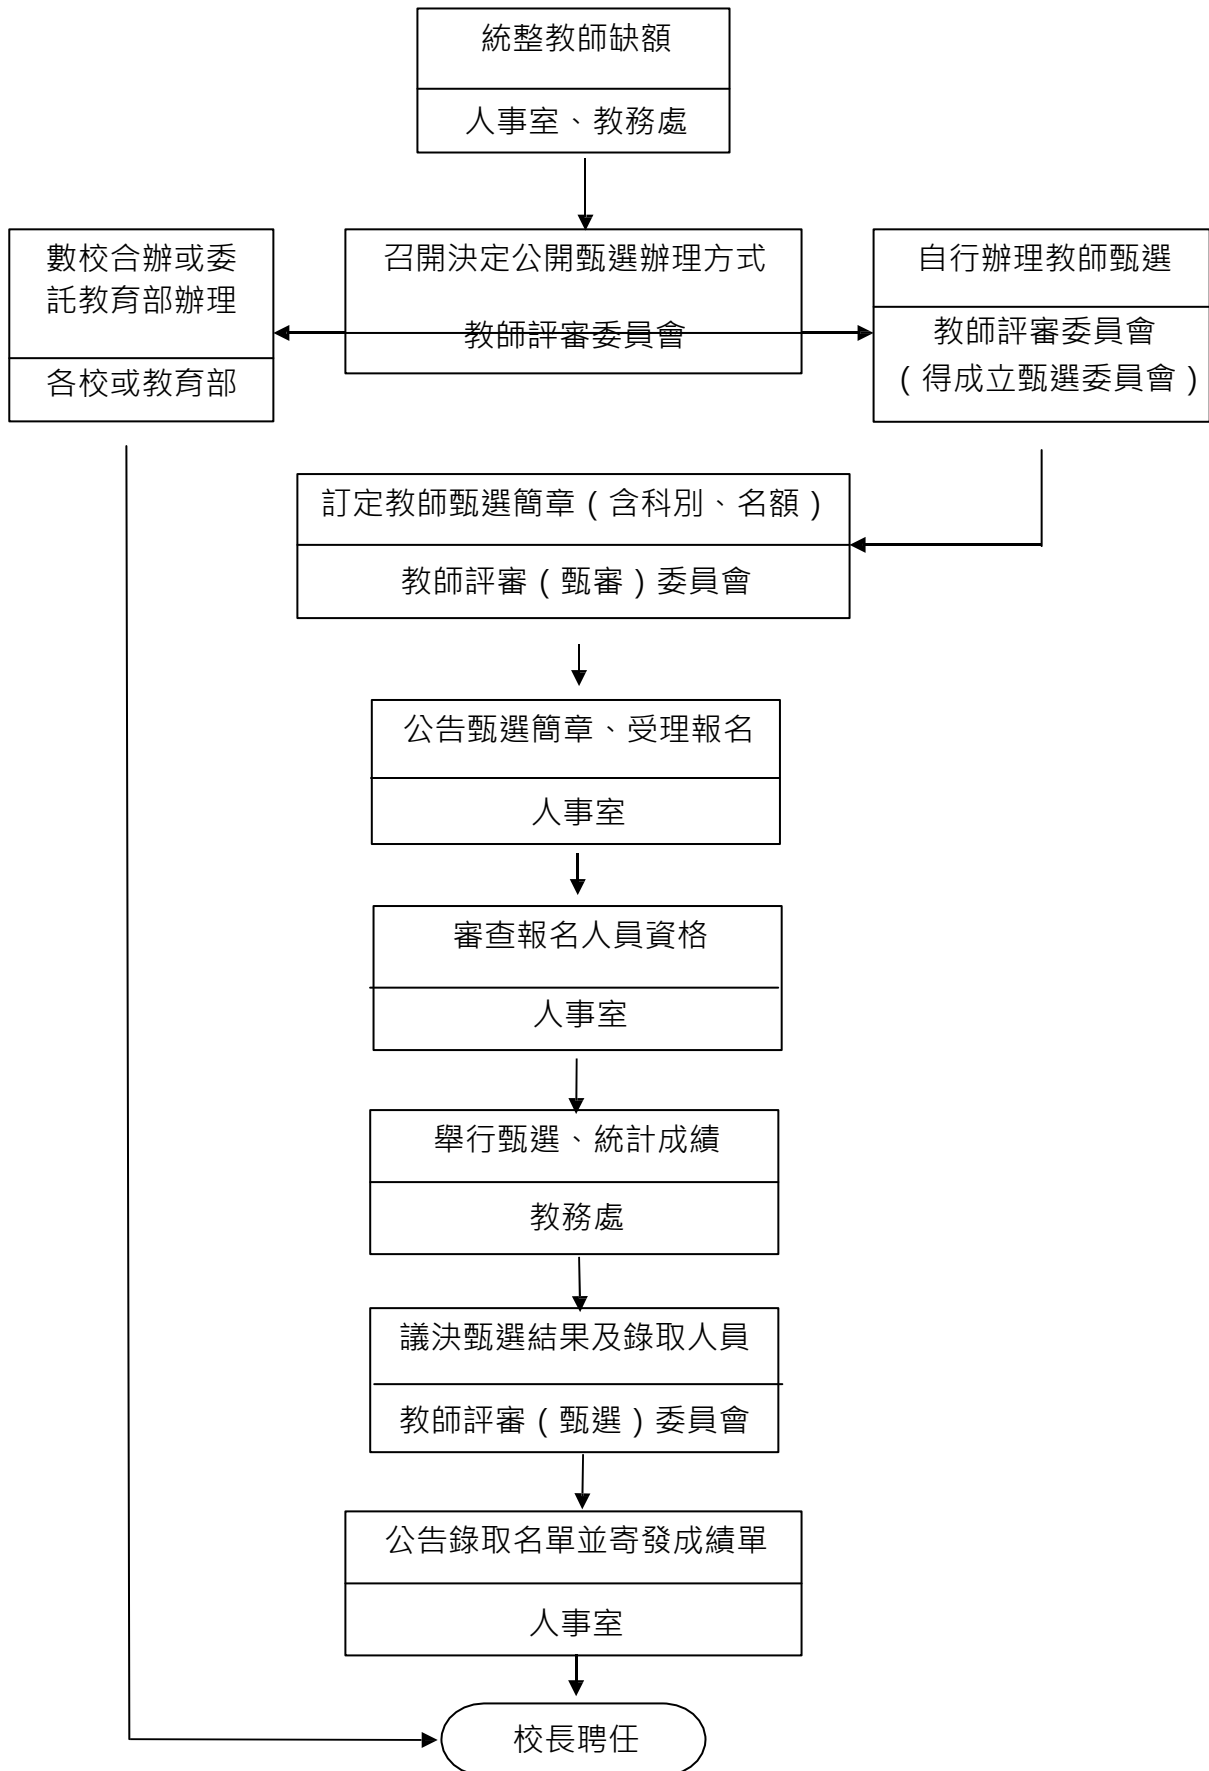 統整教師缺額
人事室、教務處
數校合辦或委
託教育部辦理
各校或教育部
召開決定公開甄選辦理方式
教師評審委員會
自行辦理教師甄選
教師評審委員會
(得成立甄選委員會)
訂定教師甄選簡章(含科別、名額)
教師評審(甄審)委員會
公告甄選簡章、受理報名
人事室
審查報名人員資格
人事室
舉行甄選、統計成績
教務處
議決甄選結果及錄取人員
教師評審(甄選)委員會
公告錄取名單並寄發成績單
人事室
校長聘任